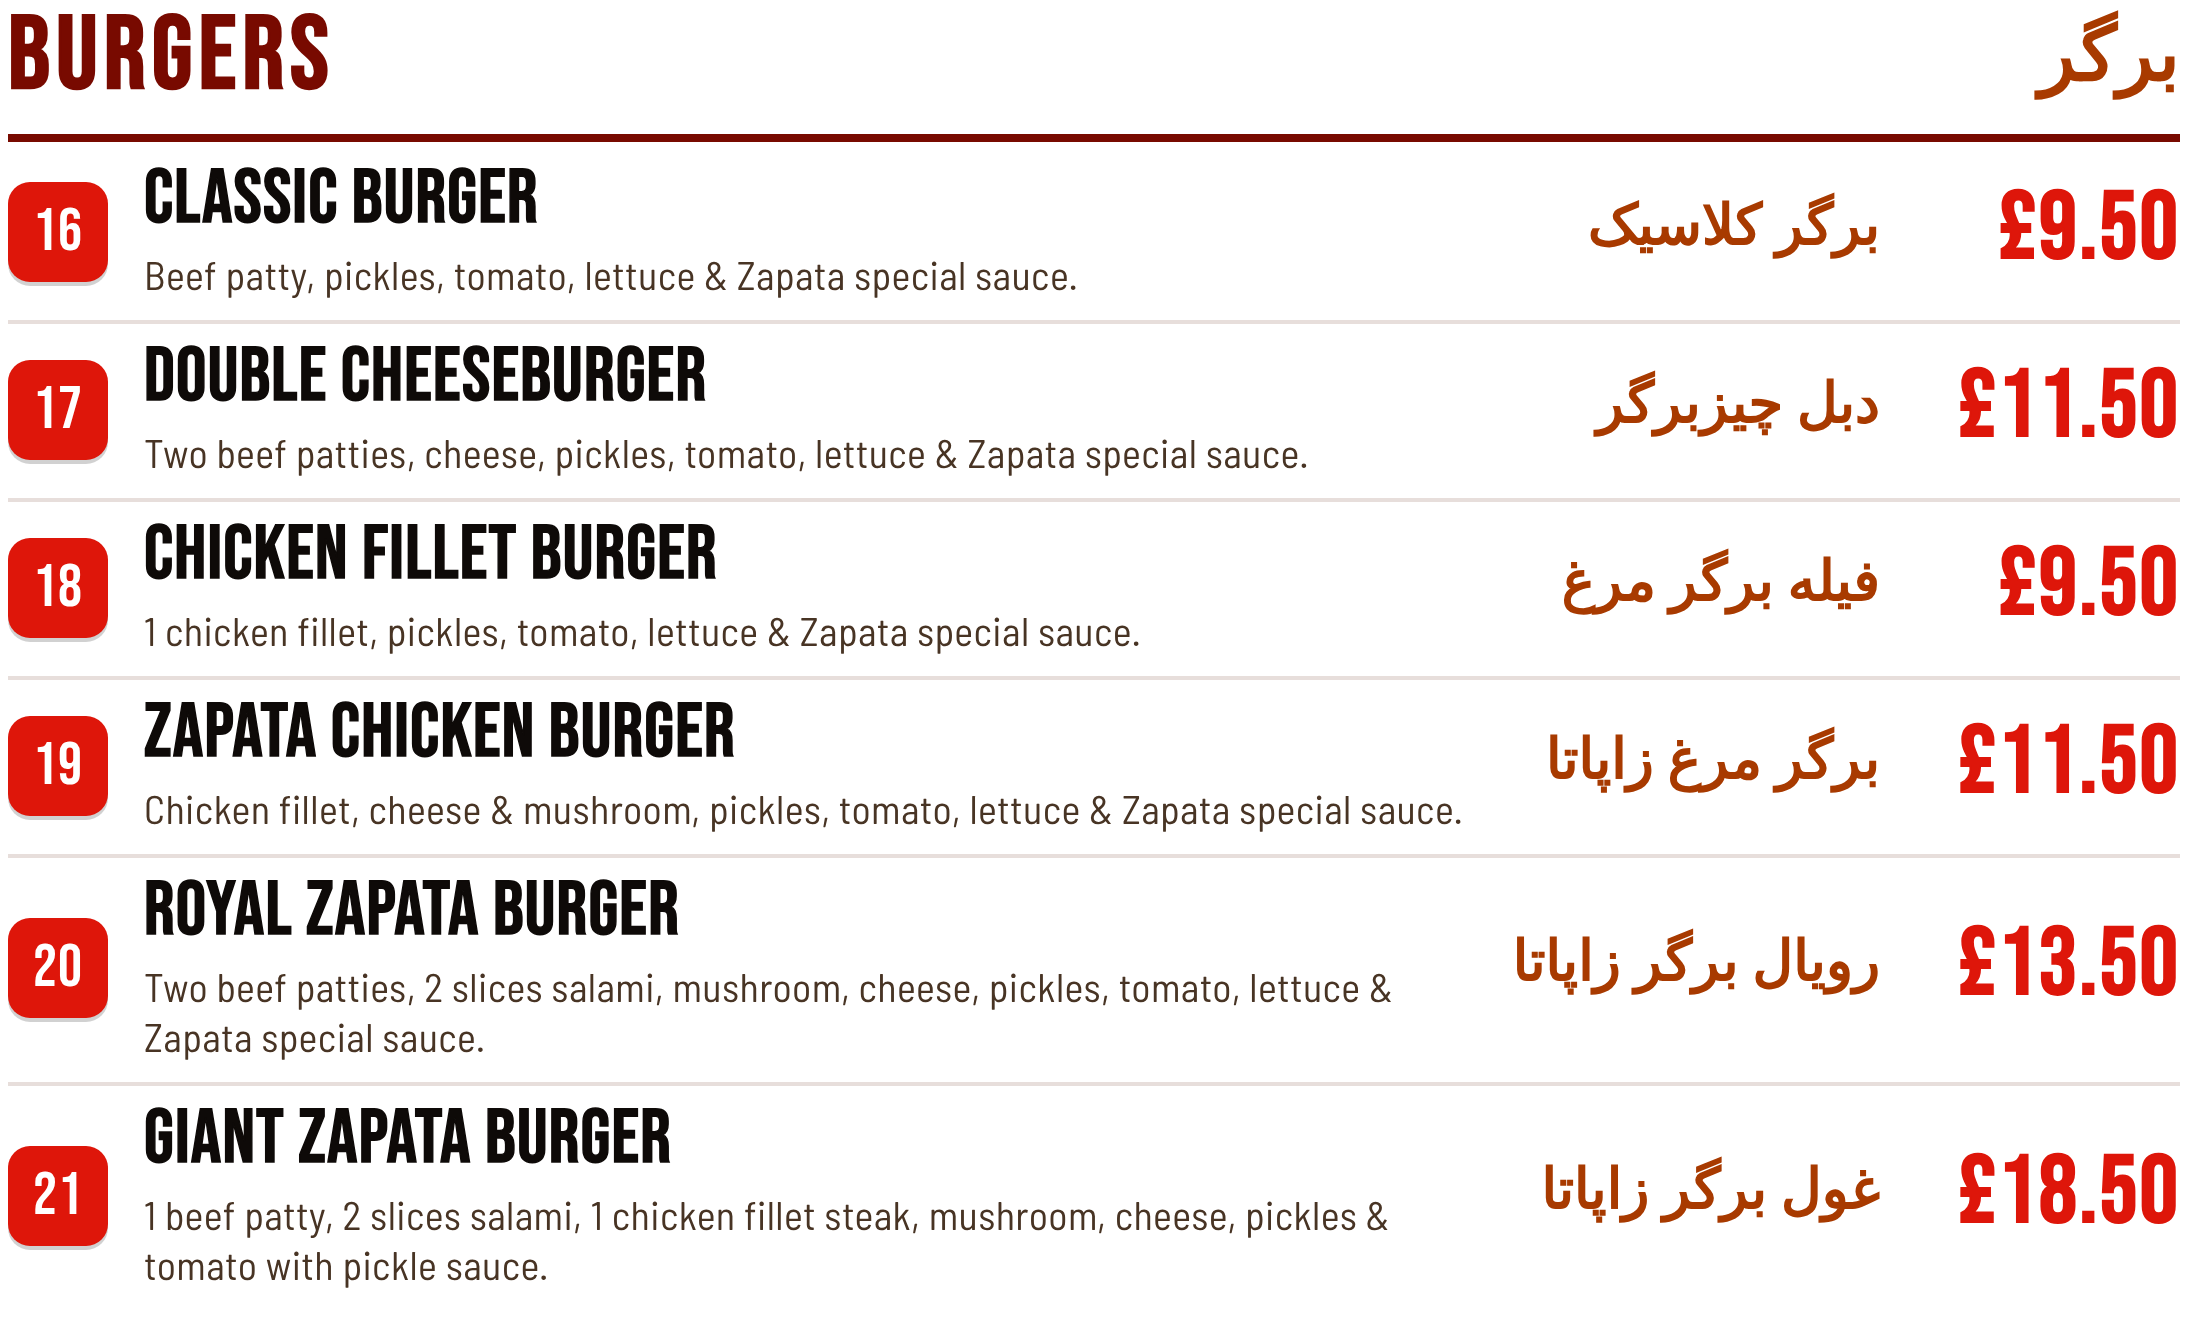 BURGERS برگر
16 CLASSIC BURGER برگر کلاسیک £9.50
Beef patty, pickles, tomato, lettuce & Zapata special sauce.
17 DOUBLE CHEESEBURGER دبل چیزبرگر £11.50
Two beef patties, cheese, pickles, tomato, lettuce & Zapata special sauce.
18 CHICKEN FILLET BURGER فیله برگر مرغ £9.50
1 chicken fillet, pickles, tomato, lettuce & Zapata special sauce.
19 ZAPATA CHICKEN BURGER برگر مرغ زاپاتا £11.50
Chicken fillet, cheese & mushroom, pickles, tomato, lettuce & Zapata special sauce.
20 ROYAL ZAPATA BURGER رویال برگر زاپاتا £13.50
Two beef patties, 2 slices salami, mushroom, cheese, pickles, tomato, lettuce &
Zapata special sauce.
21 GIANT ZAPATA BURGER غول برگر زاپاتا £18.50
1 beef patty, 2 slices salami, 1 chicken fillet steak, mushroom, cheese, pickles &
tomato with pickle sauce.